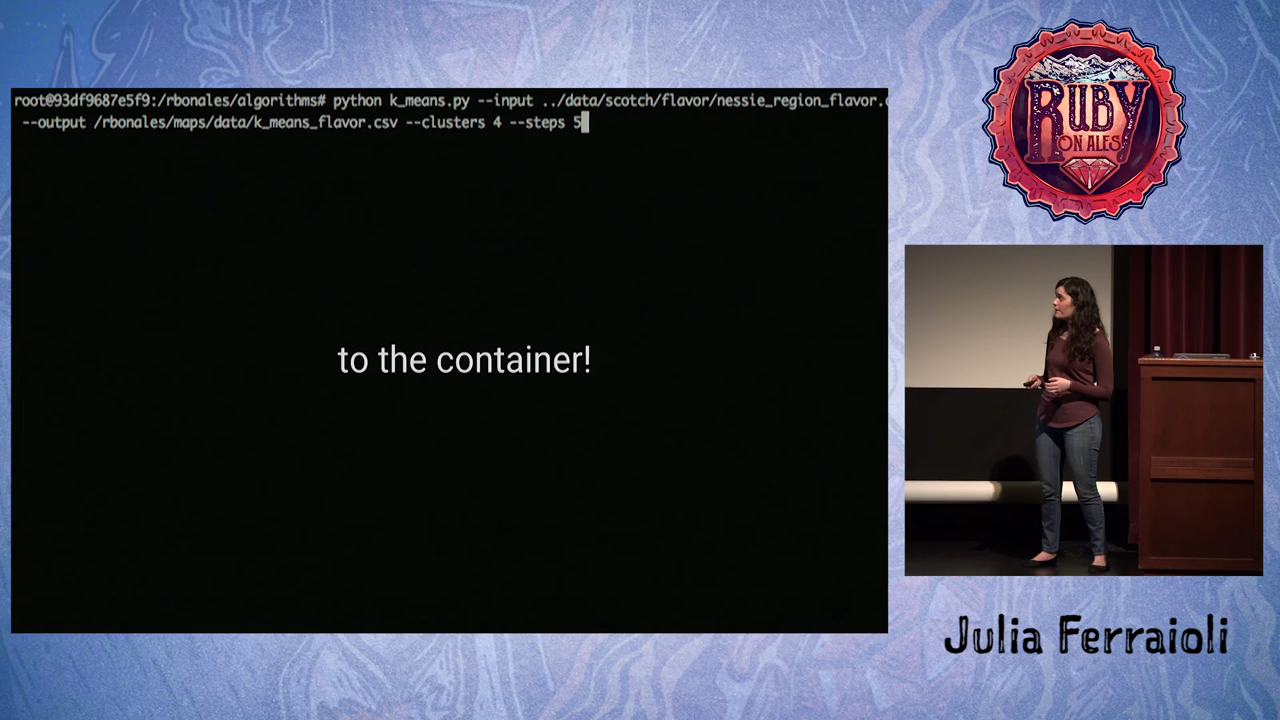 root@93df9687e5f9:/rbonales/algorithms# python k_means.py --input ../data/scotch/flavor/nessie_region_flavor.
--output /rbonales/maps/data/k_means_flavor.csv --clusters 4 --steps 5
to the container!
RUBY
ON ALES
Julia Ferraioli